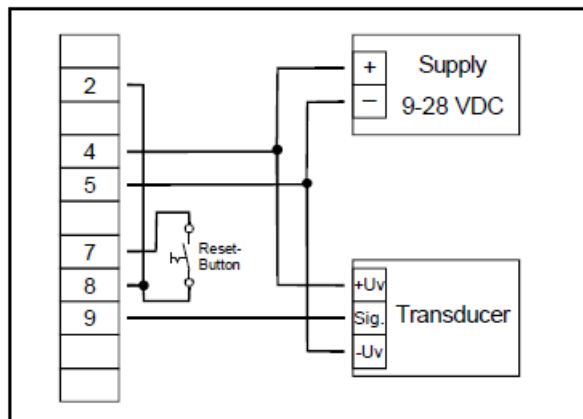 2
4
5
7
8
9
Reset-
Button
+
Supply
−
9-28 VDC
+Uv
Sig.
-Uv
Transducer